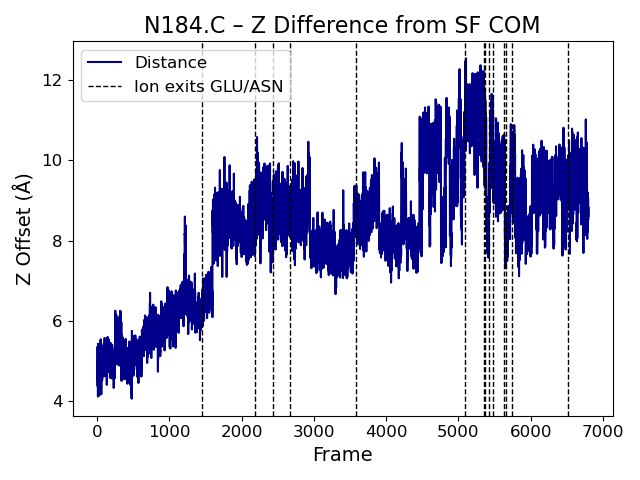 N184.C – Z Difference from SF COM
Distance
Ion exits GLU/ASN
Z Offset (Å)
12
10
8
6
4
0 1000 2000 3000 4000 5000 6000 7000
Frame